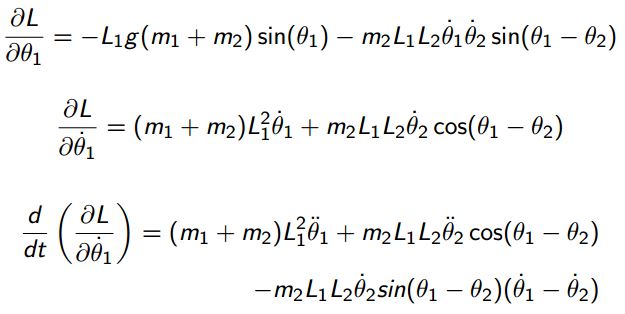 ∂L/∂θ₁ = −L₁g(m₁ + m₂) sin(θ₁) − m₂L₁L₂θ̇₁θ̇₂ sin(θ₁ − θ₂)
∂L/∂θ̇₁ = (m₁ + m₂)L₁²θ̇₁ + m₂L₁L₂θ̇₂ cos(θ₁ − θ₂)
d/dt (∂L/∂θ̇₁) = (m₁ + m₂)L₁²θ̈₁ + m₂L₁L₂θ̈₂ cos(θ₁ − θ₂)
−m₂L₁L₂θ̇₂sin(θ₁ − θ₂)(θ̇₁ − θ̇₂)